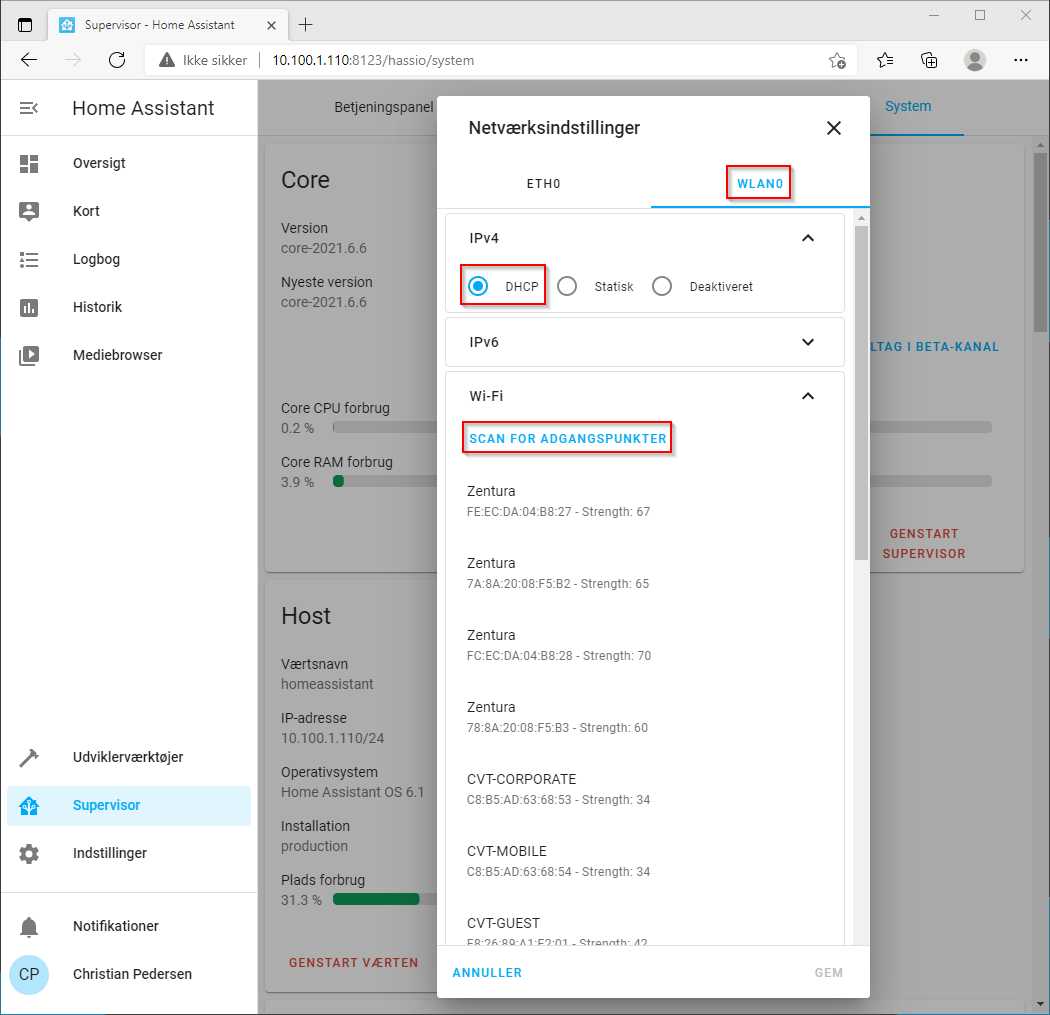 Supervisor - Home Assistant
Ikke sikker
10.100.1.110:8123/hassio/system
Home Assistant
Oversigt
Kort
Logbog
Historik
Mediebrowser
Udviklerværktøjer
Supervisor
Indstillinger
Notifikationer
CP
Christian Pedersen
Betjeningspanel
System
Core
Version
core-2021.6.6
Nyeste version
core-2021.6.6
LTAG I BETA-KANAL
Core CPU forbrug
0.2 %
Core RAM forbrug
3.9 %
GENSTART
SUPERVISOR
Host
Værtsnavn
homeassistant
IP-adresse
10.100.1.110/24
Operativsystem
Home Assistant OS 6.1
Installation
production
Plads forbrug
31.3 %
GENSTART VÆRTEN
Netværksindstillinger
ETH0
WLAN0
IPv4
DHCP
Statisk
Deaktiveret
IPv6
Wi-Fi
SCAN FOR ADGANGSPUNKTER
Zentura
FE:EC:DA:04:B8:27 - Strength: 67
Zentura
7A:8A:20:08:F5:B2 - Strength: 65
Zentura
FC:EC:DA:04:B8:28 - Strength: 70
Zentura
78:8A:20:08:F5:B3 - Strength: 60
CVT-CORPORATE
C8:B5:AD:63:68:53 - Strength: 34
CVT-MOBILE
C8:B5:AD:63:68:54 - Strength: 34
CVT-GUEST
Strength: 42
ANNULLER
GEM